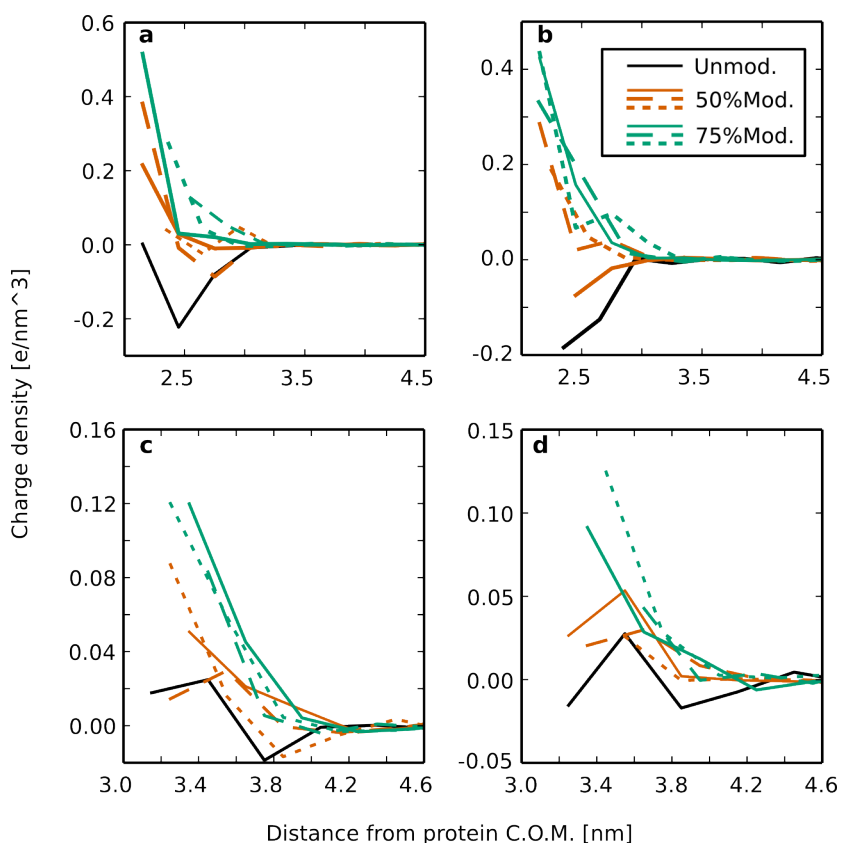 a
0.6
0.4
0.2
0.0
-0.2
2.5 3.5 4.5
b
Unmod.
50%Mod.
75%Mod.
0.4
0.2
0.0
-0.2
2.5 3.5 4.5
c
0.16
0.12
0.08
0.04
0.00
3.0 3.4 3.8 4.2 4.6
d
0.15
0.10
0.05
0.00
-0.05
3.0 3.4 3.8 4.2 4.6
Charge density [e/nm^3]
Distance from protein C.O.M. [nm]